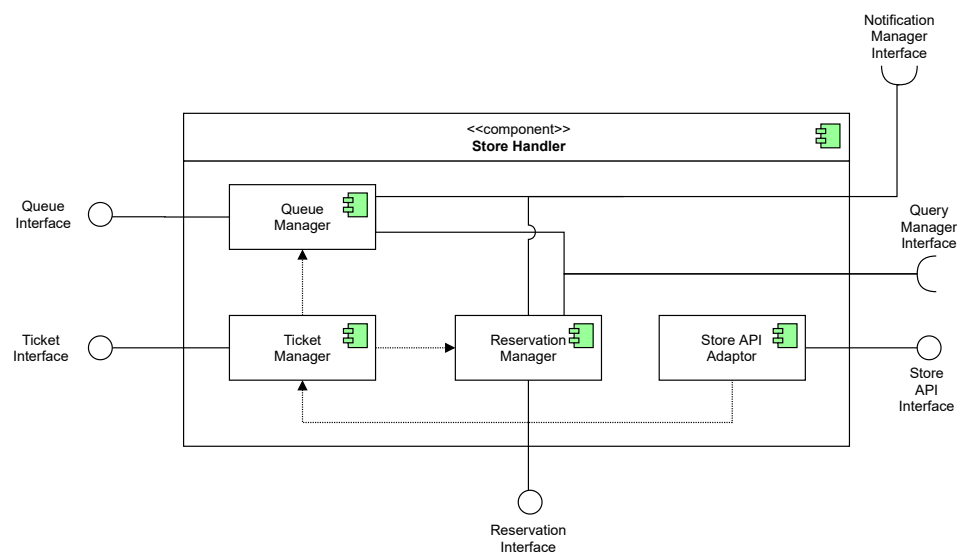 Notification
Manager
Interface
<<component>>
Store Handler
Queue
Interface
Queue
Manager
Query
Manager
Interface
Ticket
Interface
Ticket
Manager
Reservation
Manager
Store API
Adaptor
Store
API
Interface
Reservation
Interface